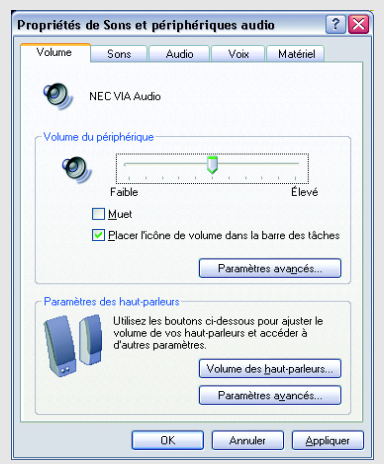 Propriétés de Sons et périphériques audio
Volume Sons Audio Voix Matériel
NEC VIA Audio
Volume du périphérique
Faible Élevé
Muet
Placer l'icône de volume dans la barre des tâches
Paramètres avancés...
Paramètres des haut-parleurs
Utilisez les boutons ci-dessous pour ajuster le
volume de vos haut-parleurs et accéder à
d'autres paramètres.
Volume des haut-parleurs...
Paramètres avancés...
OK Annuler Appliquer